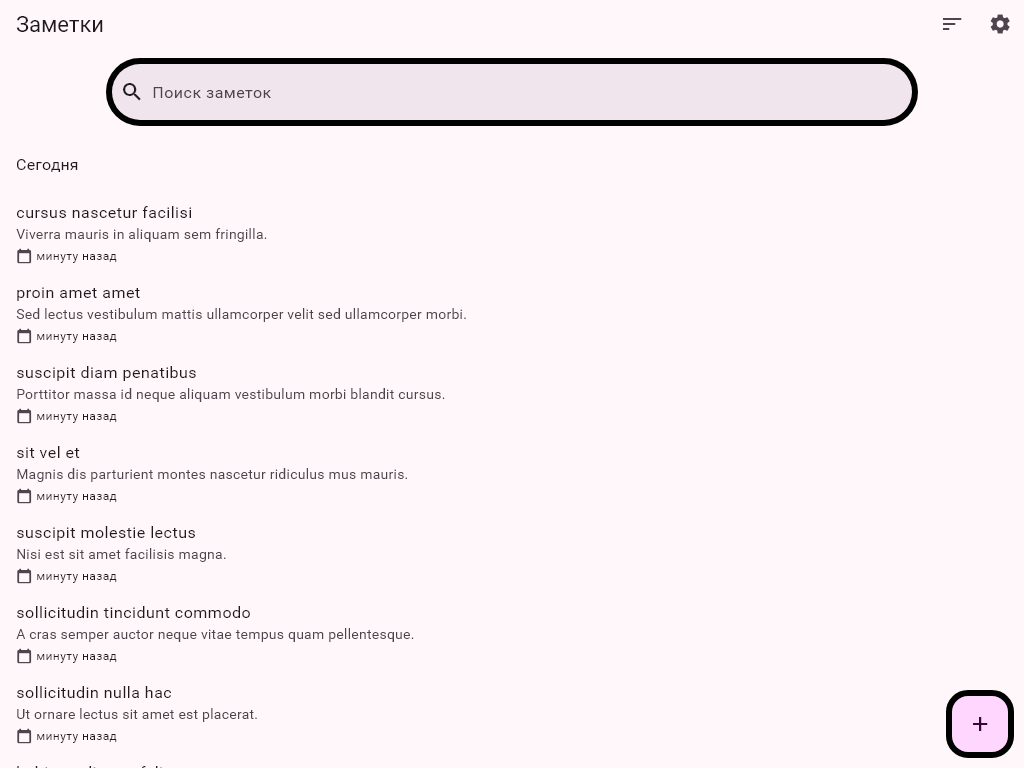 Заметки
Поиск заметок
Сегодня
cursus nascetur facilisi
Viverra mauris in aliquam sem fringilla.
минуту назад
proin amet amet
Sed lectus vestibulum mattis ullamcorper velit sed ullamcorper morbi.
минуту назад
suscipit diam penatibus
Porttitor massa id neque aliquam vestibulum morbi blandit cursus.
минуту назад
sit vel et
Magnis dis parturient montes nascetur ridiculus mus mauris.
минуту назад
suscipit molestie lectus
Nisi est sit amet facilisis magna.
минуту назад
sollicitudin tincidunt commodo
A cras semper auctor neque vitae tempus quam pellentesque.
минуту назад
sollicitudin nulla hac
Ut ornare lectus sit amet est placerat.
минуту назад